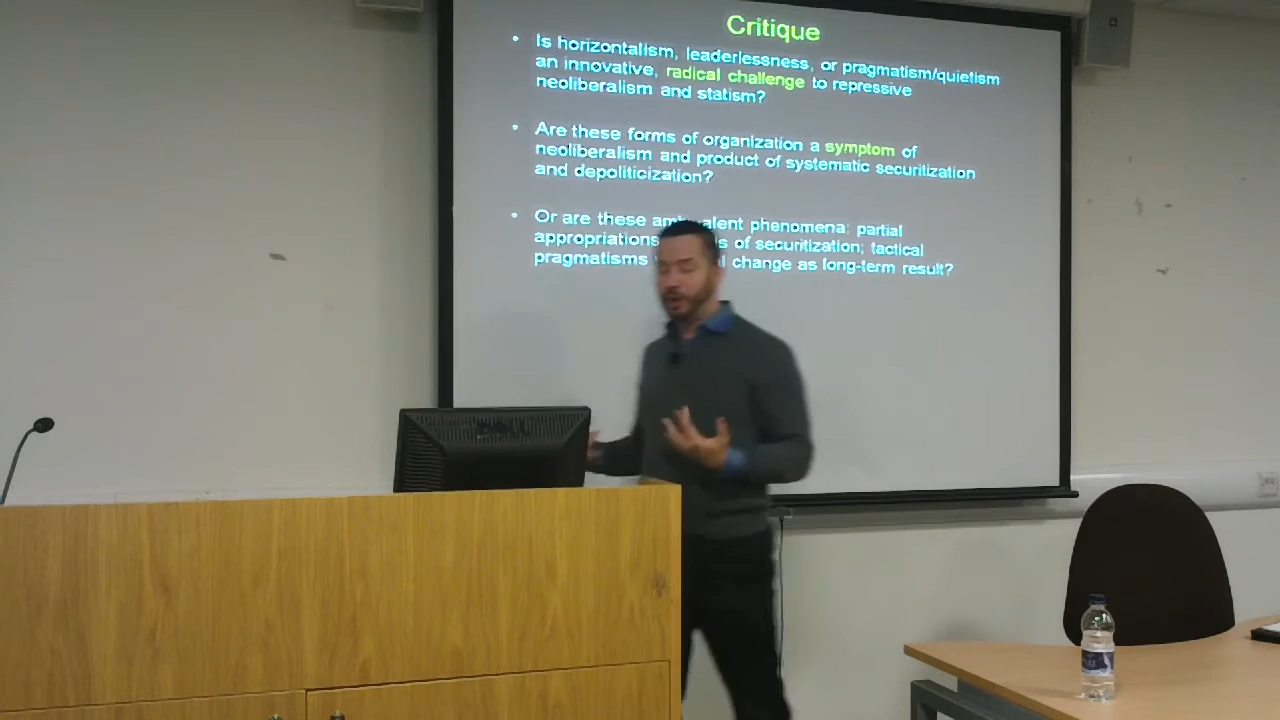 Critique
• Is horizontalism, leaderlessness, or pragmatism/quietism
an innovative, radical challenge to repressive
neoliberalism and statism?
• Are these forms of organization a symptom of
neoliberalism and product of systematic securitization
and depoliticization?
• Or are these phenomena: partial
appropriations of securitization; tactical
pragmatisms change as long-term result?
DELL